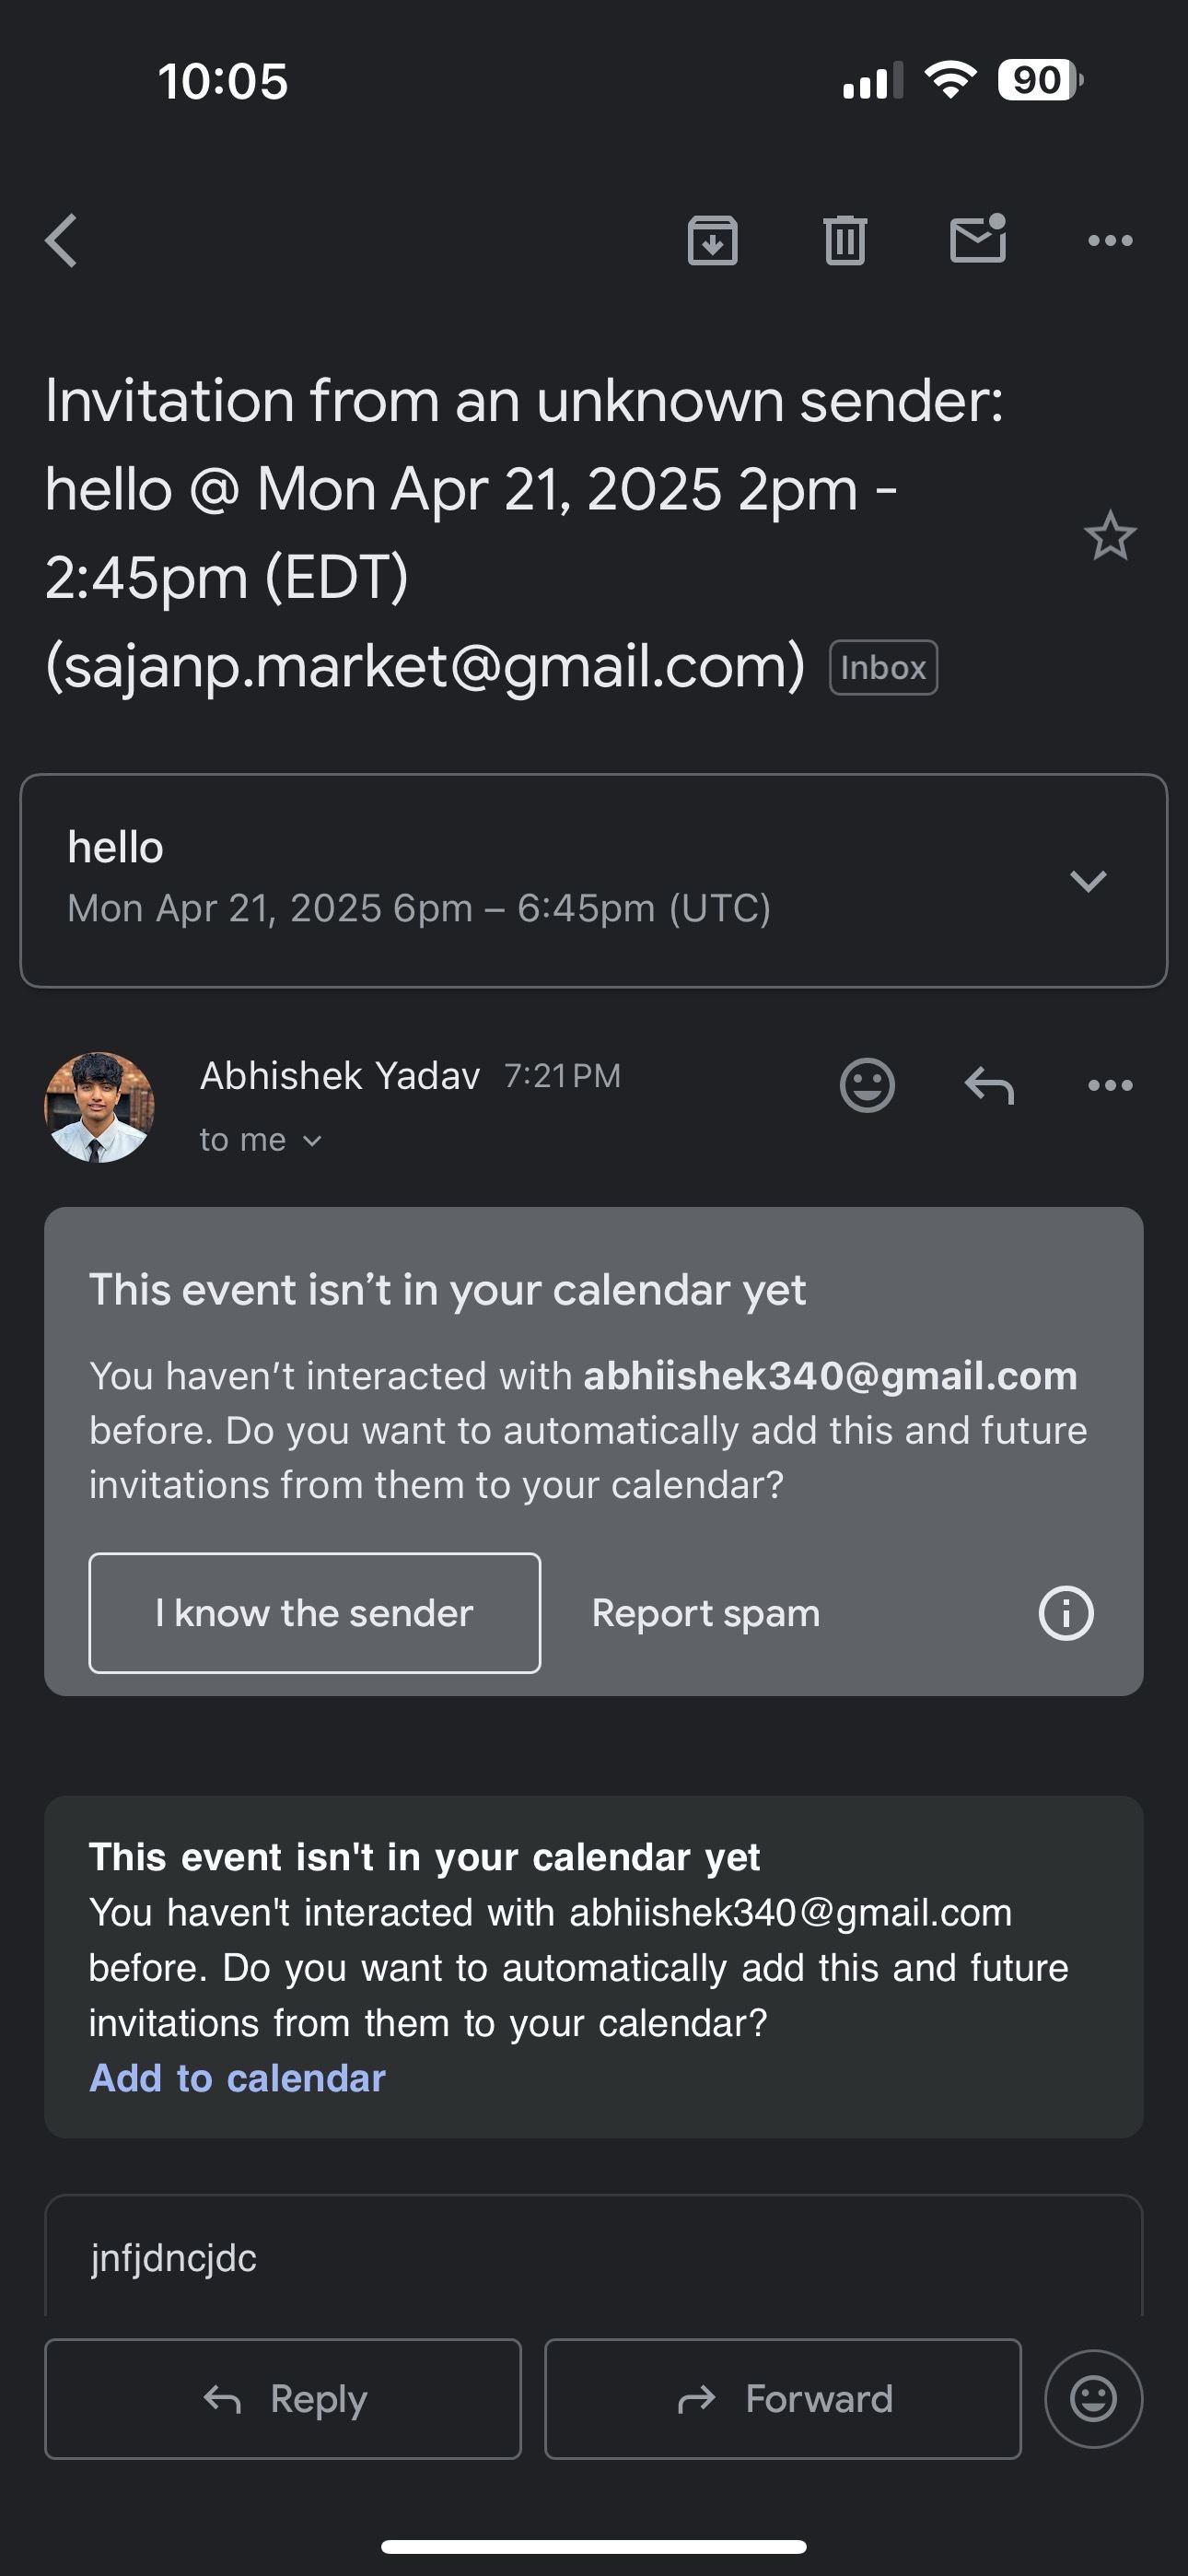 10:05
90
Invitation from an unknown sender:
hello @ Mon Apr 21, 2025 2pm -
2:45pm (EDT)
(sajanp.market@gmail.com) Inbox
hello
Mon Apr 21, 2025 6pm – 6:45pm (UTC)
Abhishek Yadav 7:21 PM
to me
This event isn’t in your calendar yet
You haven’t interacted with abhiishek340@gmail.com
before. Do you want to automatically add this and future
invitations from them to your calendar?
I know the sender Report spam
This event isn't in your calendar yet
You haven't interacted with abhiishek340@gmail.com
before. Do you want to automatically add this and future
invitations from them to your calendar?
Add to calendar
jnfjdncjdc
Reply Forward